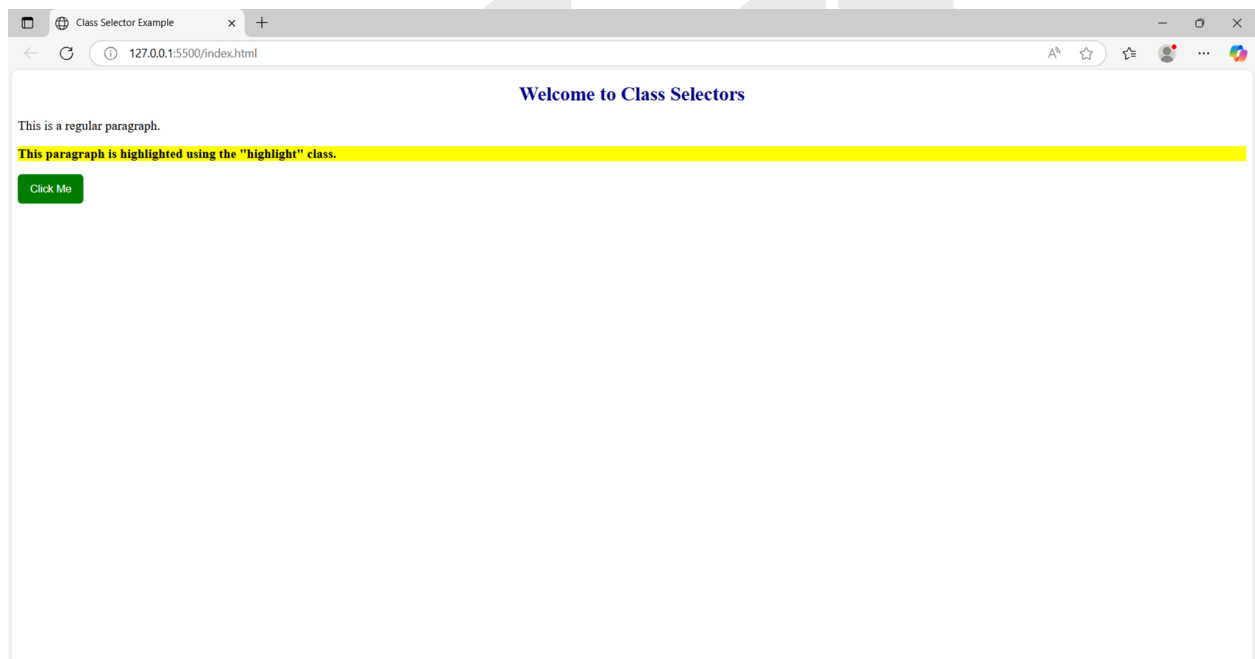 Class Selector Example
127.0.0.1:5500/index.html
Welcome to Class Selectors
This is a regular paragraph.
This paragraph is highlighted using the "highlight" class.
Click Me